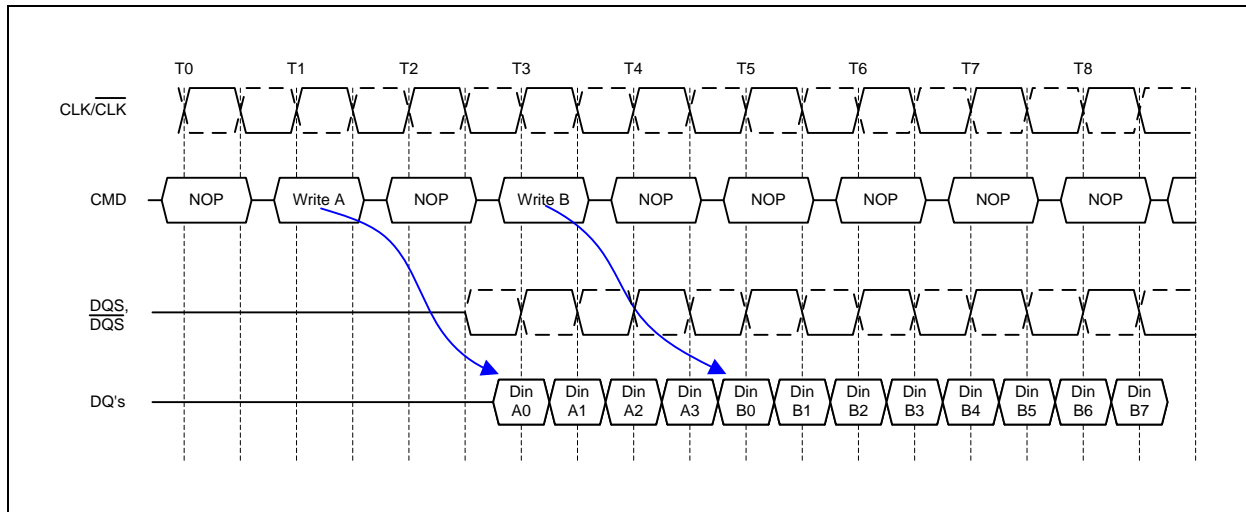 T0 T1 T2 T3 T4 T5 T6 T7 T8
CLK/CLK
CMD NOP Write A NOP Write B NOP NOP NOP NOP NOP
DQS,
DQS
DQ's Din A0 Din A1 Din A2 Din A3 Din B0 Din B1 Din B2 Din B3 Din B4 Din B5 Din B6 Din B7